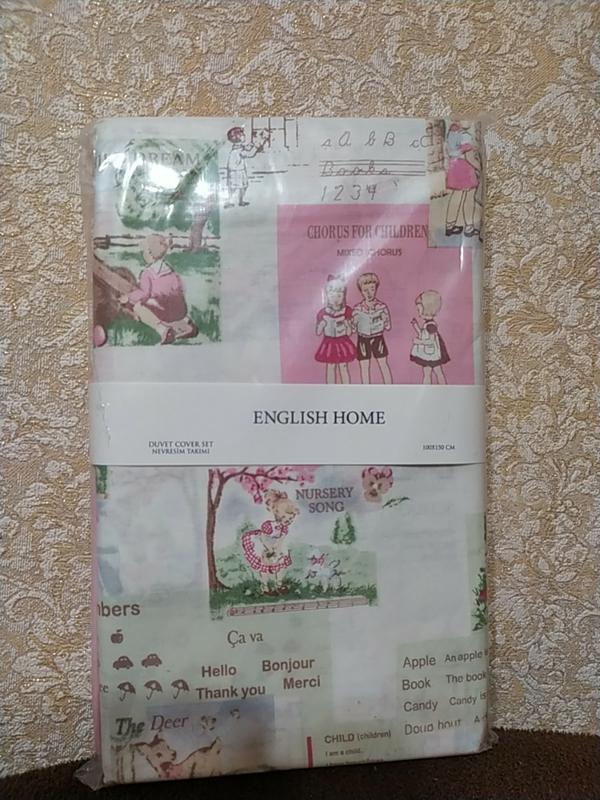 DREAM
a A b B c C
Books
1 2 3 4
CHORUS FOR CHILDREN
MIXED CHORUS
ENGLISH HOME
DUVET COVER SET
NEVRESİM TAKIMI
100X150 CM
NURSERY
SONG
mbers
Ça va
Hello Bonjour
Thank you Merci
Apple An apple
Book The book
Candy Candy is
The Deer
CHILD (children)
I am a child.